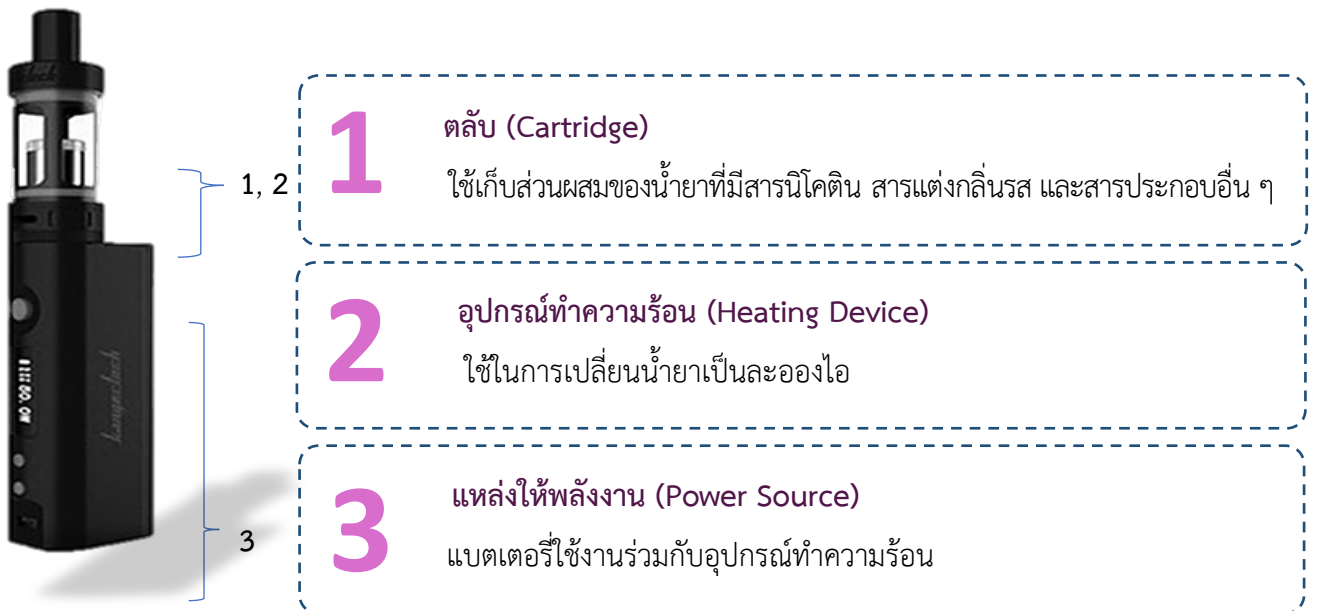 1
ตลับ (Cartridge)
ใช้เก็บส่วนผสมของน้ำยาที่มีสารนิโคติน สารแต่งกลิ่นรส และสารประกอบอื่น ๆ
1, 2
2
อุปกรณ์ทำความร้อน (Heating Device)
ใช้ในการเปลี่ยนน้ำยาเป็นละอองไอ
3
แหล่งให้พลังงาน (Power Source)
แบตเตอรี่ใช้งานร่วมกับอุปกรณ์ทำความร้อน
3